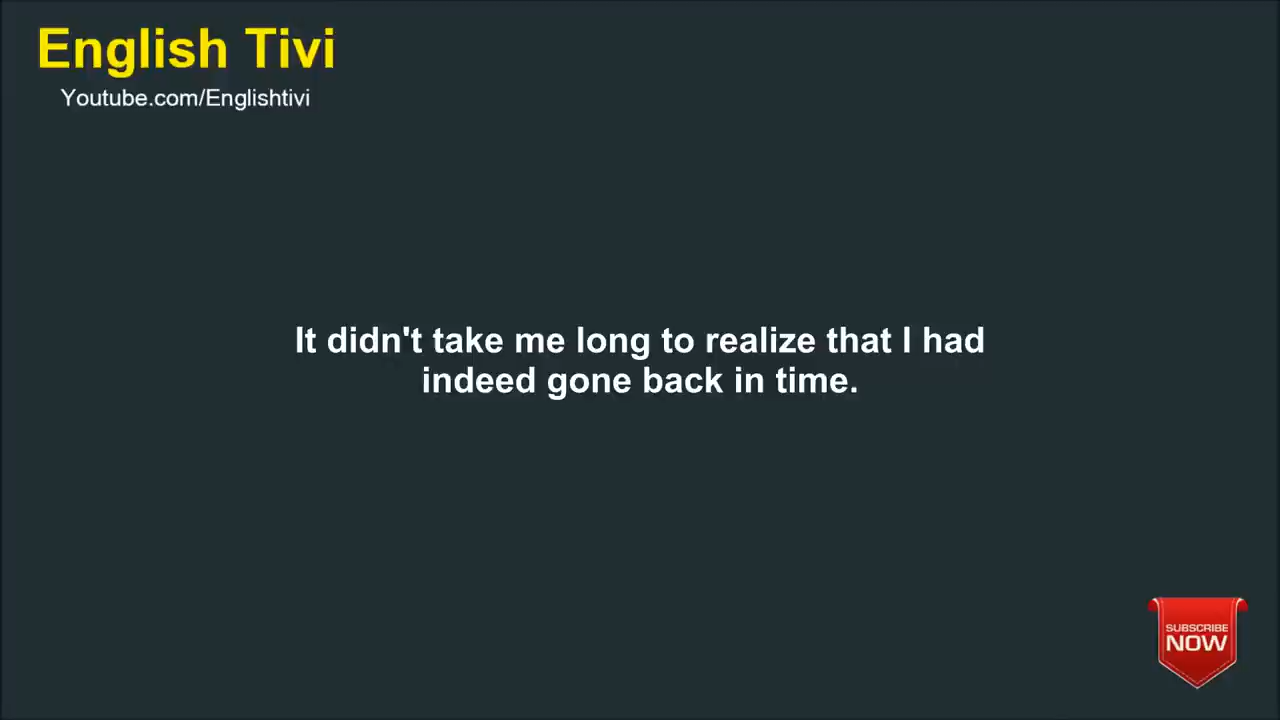 English Tivi
Youtube.com/Englishtivi
It didn't take me long to realize that I had
indeed gone back in time.
SUBSCRIBE
NOW